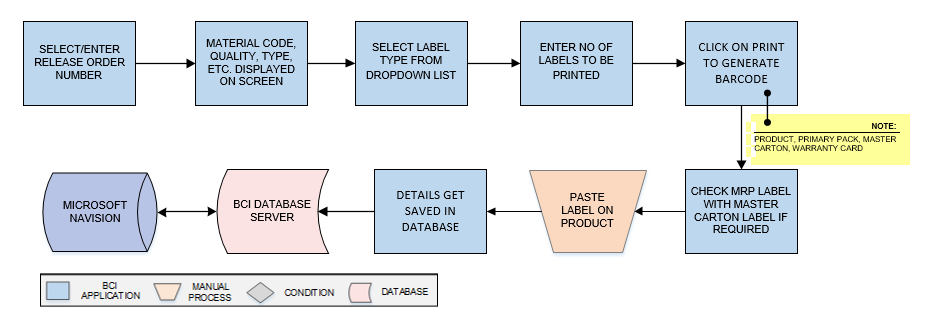 SELECT/ENTER
RELEASE ORDER
NUMBER
MATERIAL CODE,
QUALITY, TYPE,
ETC. DISPLAYED
ON SCREEN
SELECT LABEL
TYPE FROM
DROPDOWN LIST
ENTER NO OF
LABELS TO BE
PRINTED
CLICK ON PRINT
TO GENERATE
BARCODE
NOTE:
PRODUCT, PRIMARY PACK, MASTER
CARTON, WARRANTY CARD
MICROSOFT
NAVISION
BCI DATABASE
SERVER
DETAILS GET
SAVED IN
DATABASE
PASTE
LABEL ON
PRODUCT
CHECK MRP LABEL
WITH MASTER
CARTON LABEL IF
REQUIRED
BCI
APPLICATION
MANUAL
PROCESS
CONDITION
DATABASE